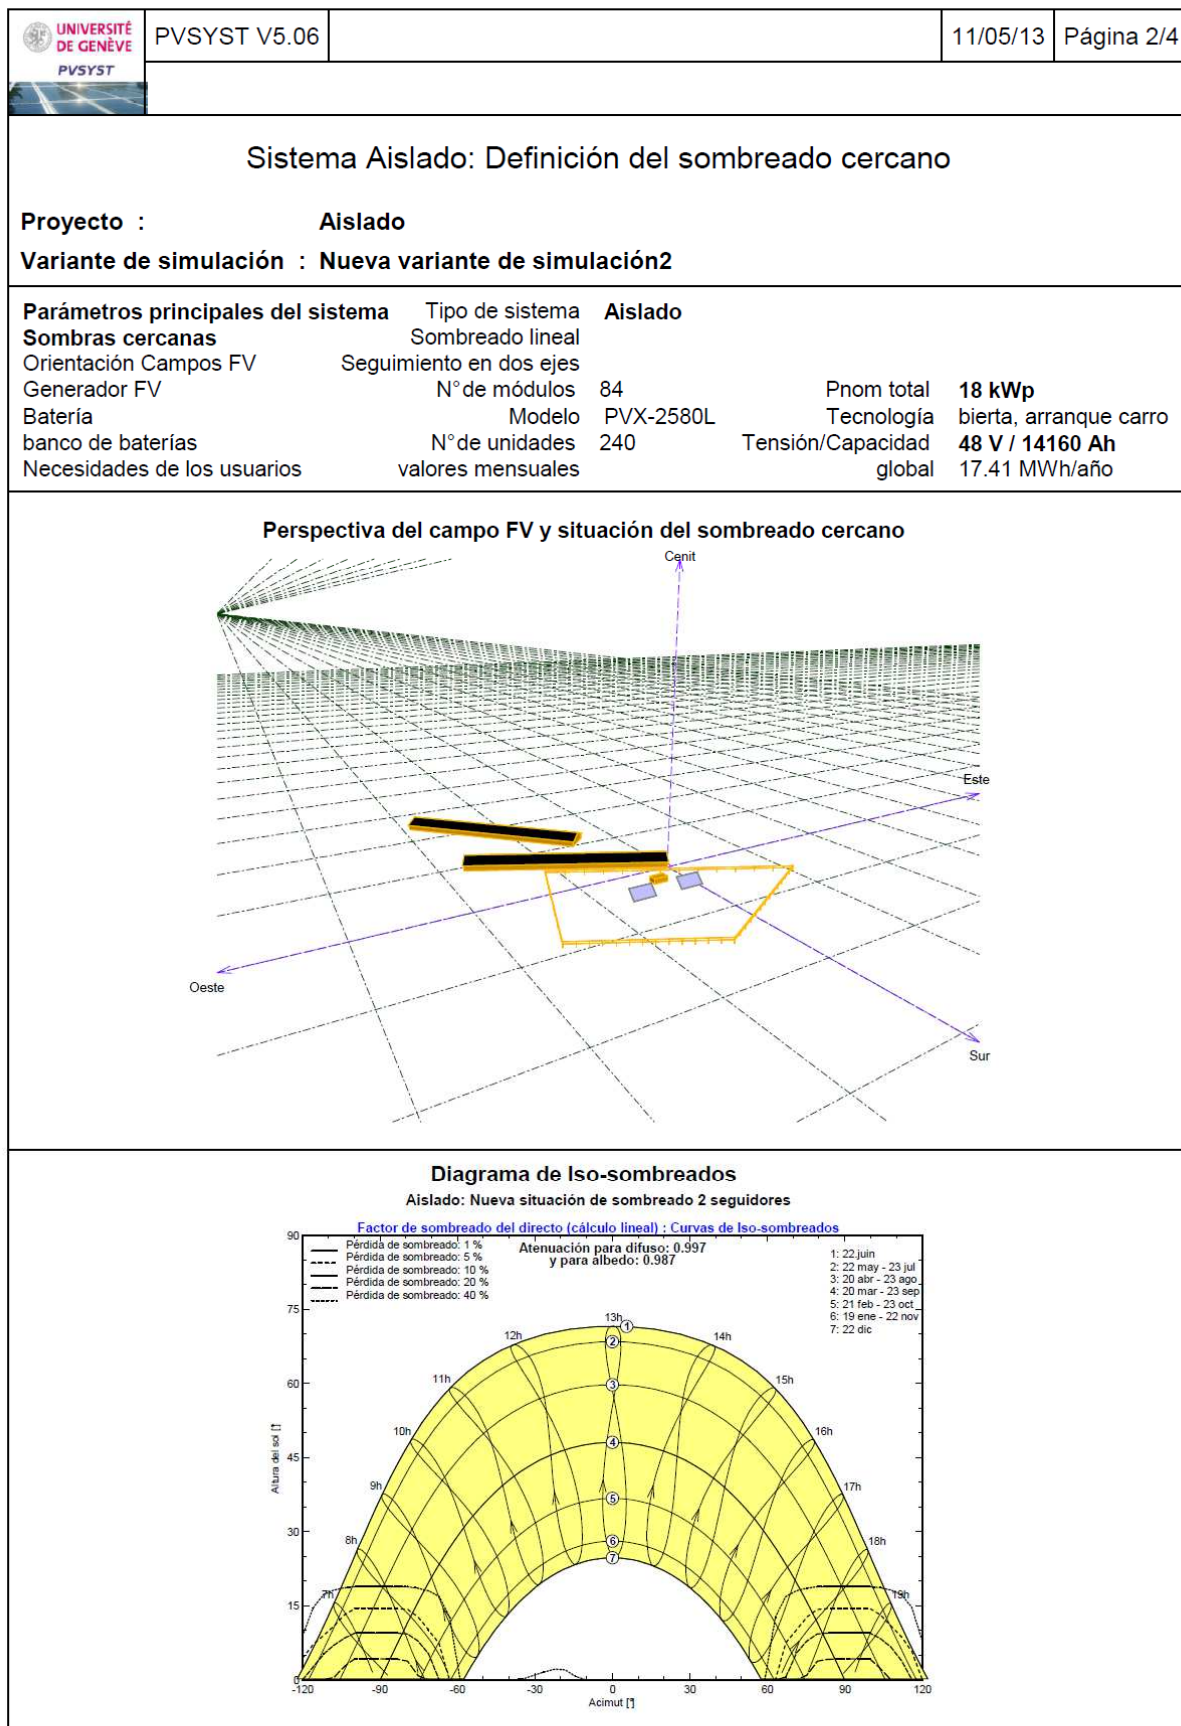 UNIVERSITÉ
DE GENÈVE
PVSYST
PVSYST V5.06
11/05/13
Página 2/4
Sistema Aislado: Definición del sombreado cercano
Proyecto : Aislado
Variante de simulación : Nueva variante de simulación2
Parámetros principales del sistema Tipo de sistema Aislado
Sombras cercanas Sombreado lineal
Orientación Campos FV Seguimiento en dos ejes
Generador FV N°de módulos 84 Pnom total 18 kWp
Batería Modelo PVX-2580L Tecnología bierta, arranque carro
banco de baterías N°de unidades 240 Tensión/Capacidad 48 V / 14160 Ah
Necesidades de los usuarios valores mensuales global 17.41 MWh/año
Perspectiva del campo FV y situación del sombreado cercano
Cenit
Este
Oeste
Sur
Diagrama de Iso-sombreados
Aislado: Nueva situación de sombreado 2 seguidores
Factor de sombreado del directo (cálculo lineal) : Curvas de Iso-sombreados
Pérdida de sombreado: 1 %
Pérdida de sombreado: 5 %
Pérdida de sombreado: 10 %
Pérdida de sombreado: 20 %
Pérdida de sombreado: 40 %
Atenuación para difuso: 0.997
y para albedo: 0.987
1: 22 juin
2: 22 may - 23 jul
3: 20 abr - 23 ago
4: 20 mar - 23 sep
5: 21 feb - 23 oct
6: 19 ene - 22 nov
7: 22 dic
90
75
60
45
30
15
0
Altura del sol [°]
7h
8h
9h
10h
11h
12h
13h
14h
15h
16h
17h
18h
19h
1
2
3
4
5
6
7
-120 -90 -60 -30 0 30 60 90 120
Acimut [°]